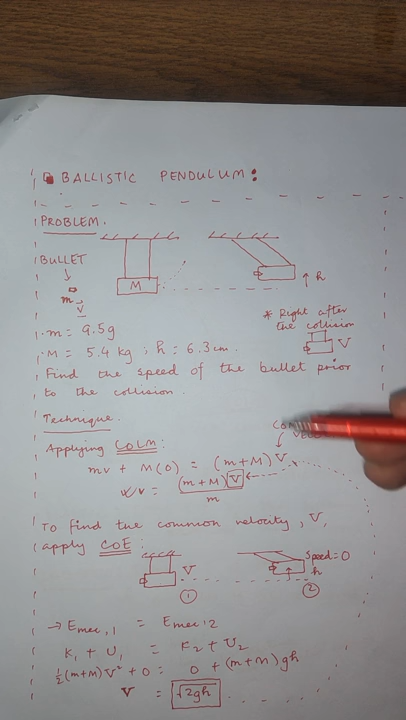 BALLISTIC PENDULUM:
PROBLEM.
BULLET
m
v
M
h
* Right after the collision
V
m = 9.5g
M = 5.4 kg ; h = 6.3 cm.
Find the speed of the bullet prior
to the collision.
Technique.
Applying COLM:
mv + M(0) = (m+M) V
v = (m+M) V / m
To find the common velocity, V,
apply COE:
V
Speed = 0
h
1
2
→ Emec,1 = Emec,2
K1 + U1 = K2 + U2
1/2 (m+M) V² + 0 = 0 + (m+M) gh
V = √2gh